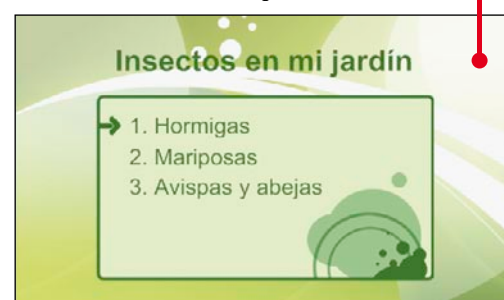 Insectos en mi jardín
1. Hormigas
2. Mariposas
3. Avispas y abejas